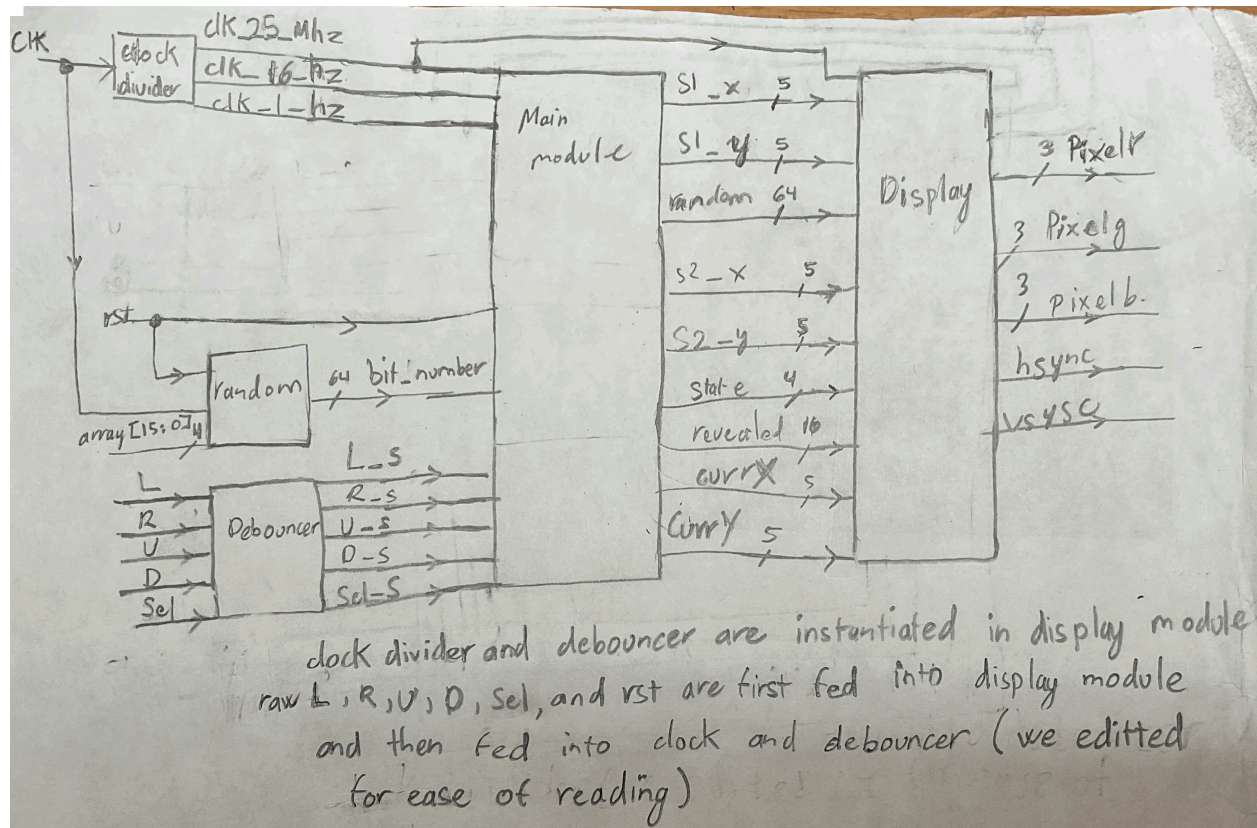 clk
clock
divider
clk_25_Mhz
clk_16_hz
clk_1_hz
Main
module
S1_x 5
S1_y 5
random 64
s2_x 5
S2_y 5
state 4
revealed 16
currX 5
CurrY 5
Display
3 Pixelr
3 Pixelg
3 pixelb.
hsync
vsysc
rst
random
64 bit_number
array[15:0] 4
L
R
U
D
Sel
Debouncer
L_s
R_s
U_s
D_S
Sel_S
clock divider and debouncer are instantiated in display module
raw L, R, U, D, Sel, and rst are first fed into display module
and then fed into clock and debouncer (we editted
for ease of reading)